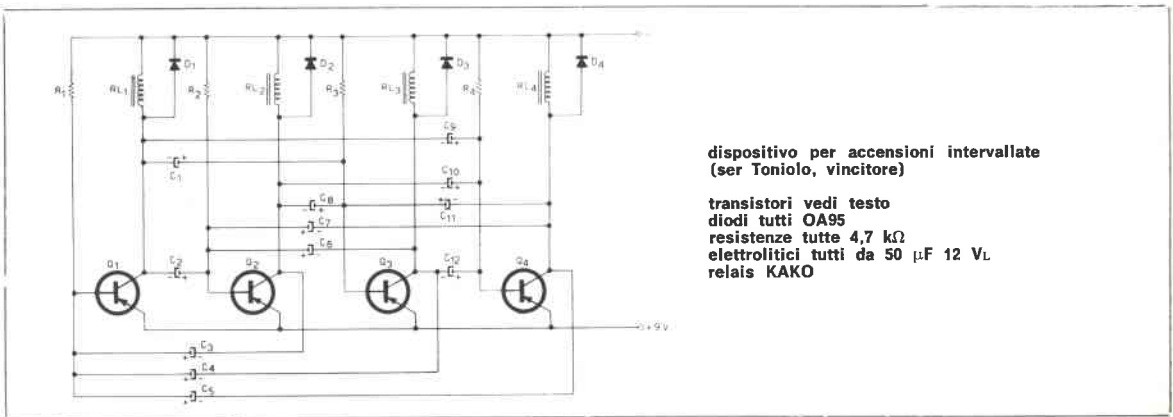 D1
D2
D3
D4
R1
RL1
R2
RL2
R3
RL3
R4
RL4
C9
C1
C10
C8
C11
C7
C6
Q1
C2
Q2
Q3
C12
Q4
+9V
C3
C4
C5
dispositivo per accensioni intervallate
(ser Toniolo, vincitore)
transistori vedi testo
diodi tutti OA95
resistenze tutte 4,7 kΩ
elettrolitici tutti da 50 µF 12 VL
relais KAKO